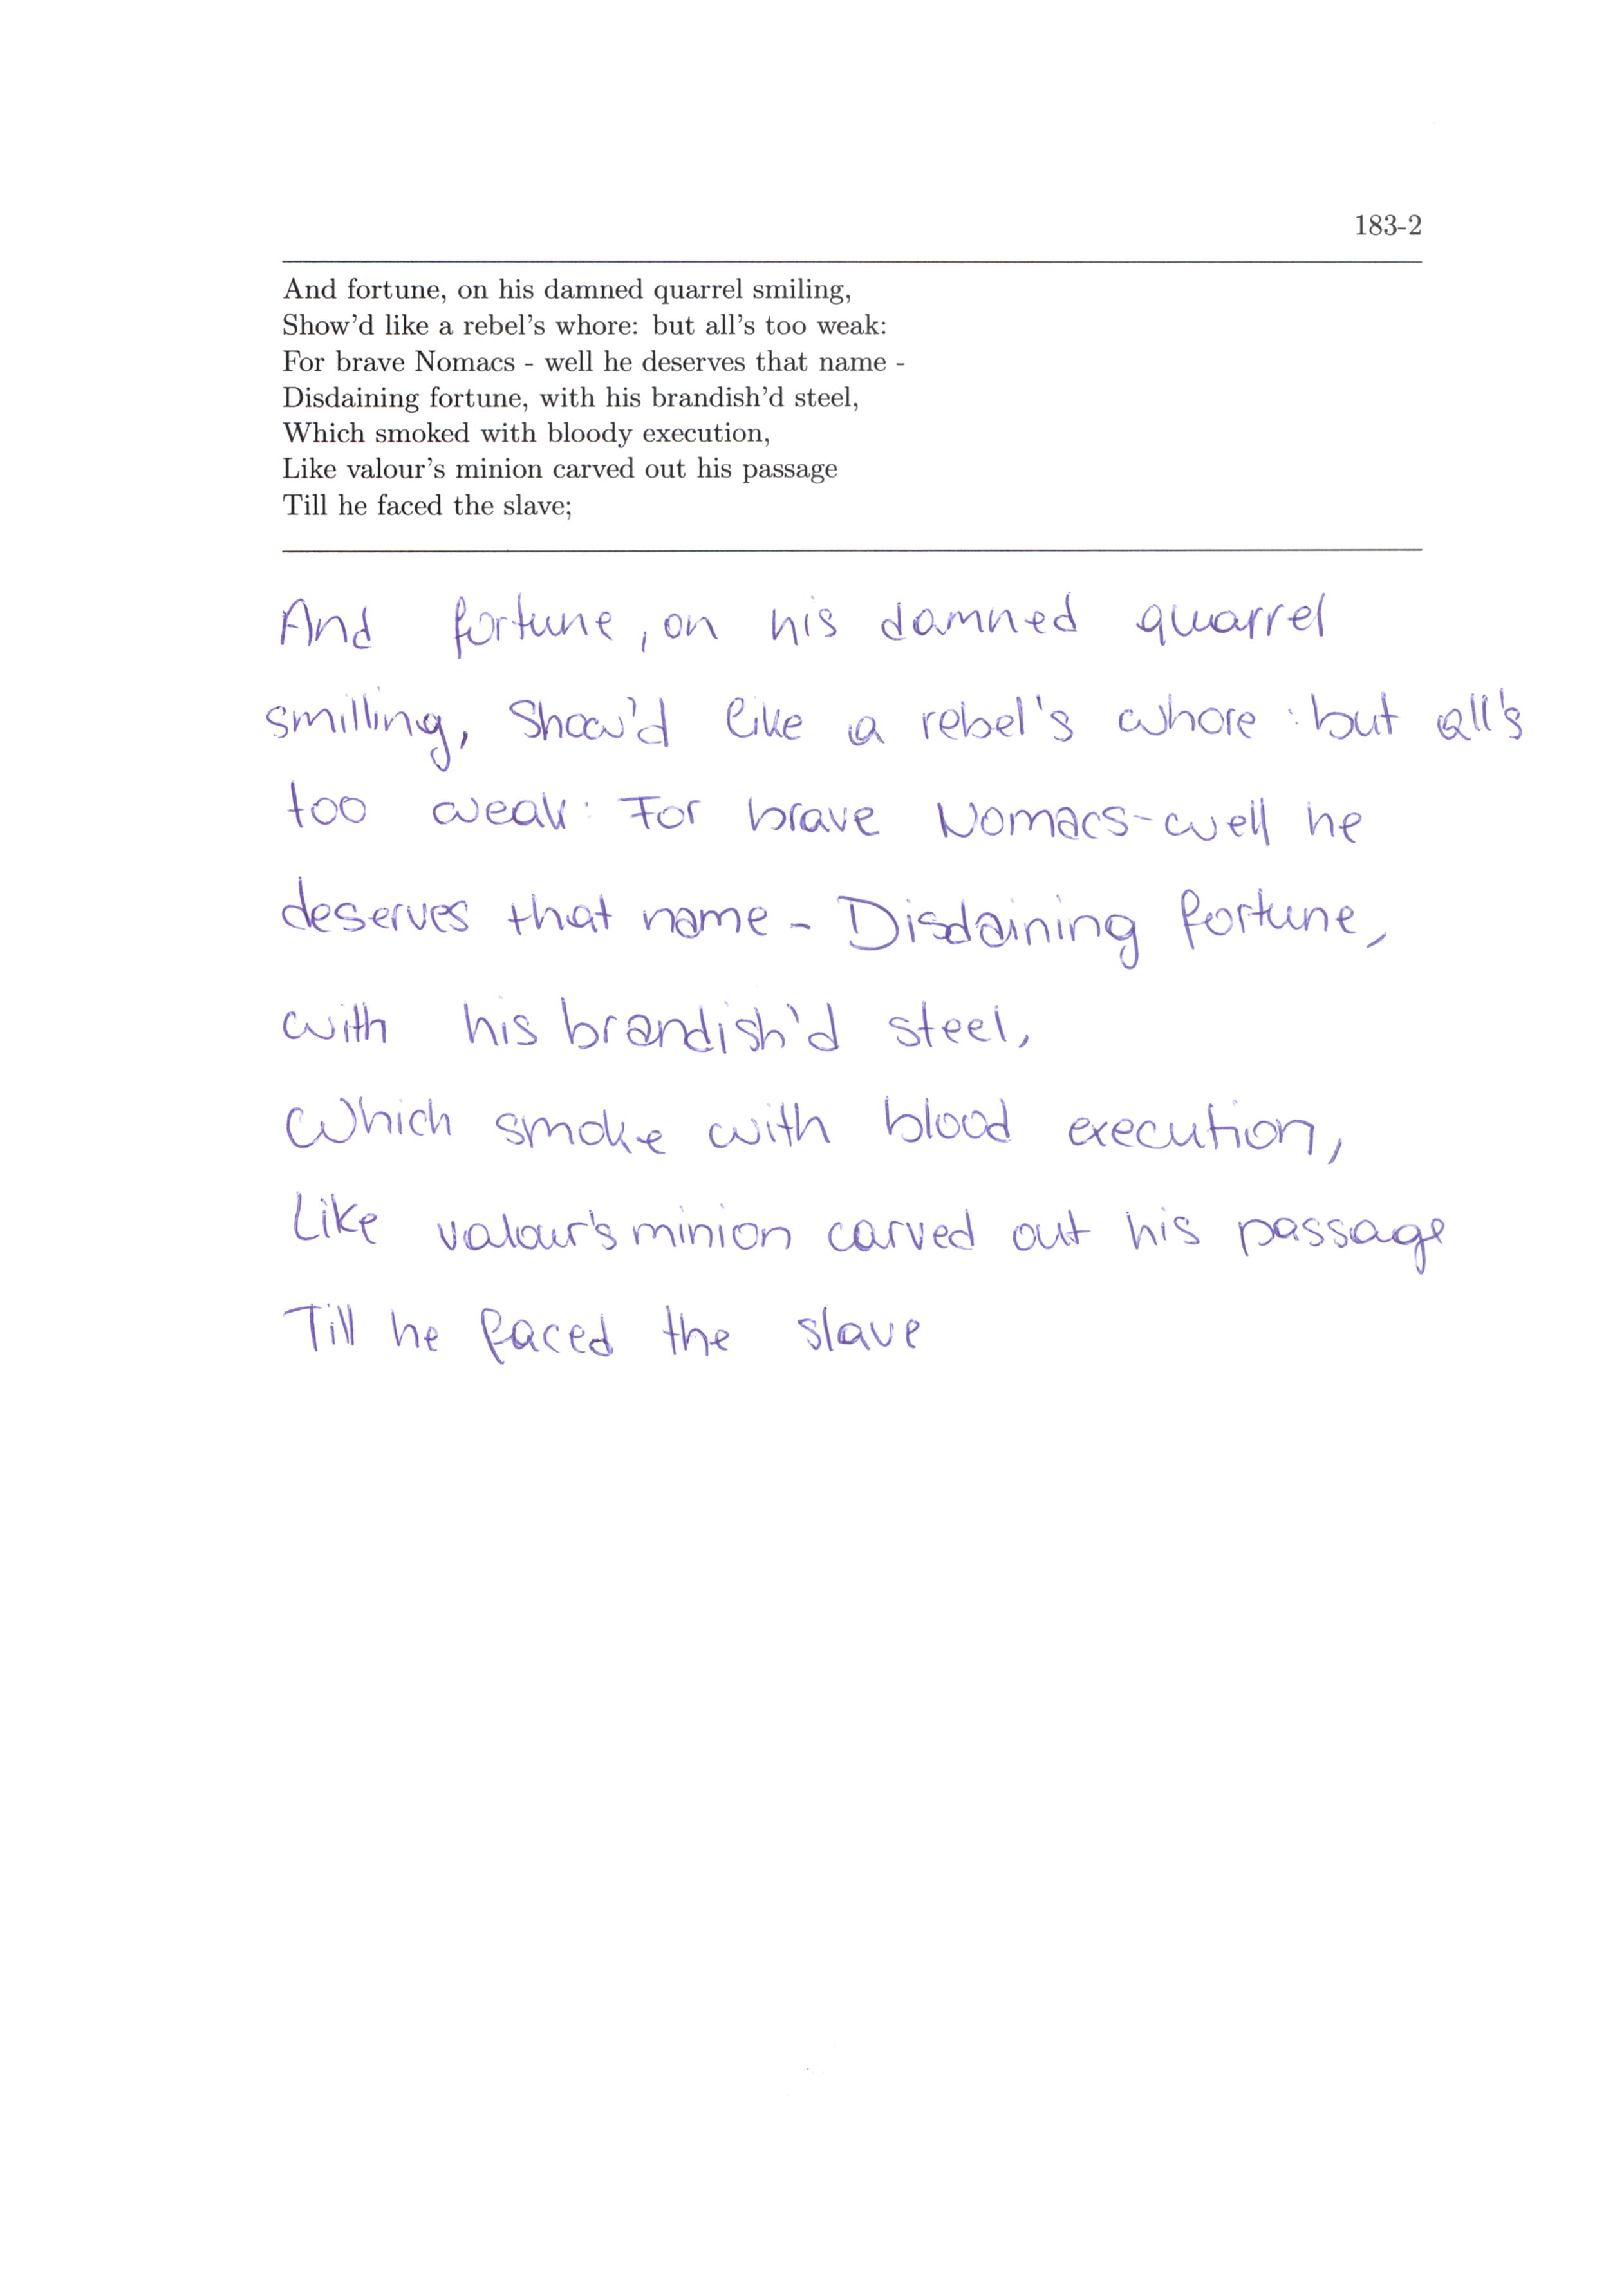 183-2
And fortune, on his damned quarrel smiling,
Show'd like a rebel's whore: but all's too weak:
For brave Nomacs - well he deserves that name -
Disdaining fortune, with his brandish'd steel,
Which smoked with bloody execution,
Like valour's minion carved out his passage
Till he faced the slave;
And fortune, on his damned quarrel
smilling, Show'd like a rebel's whore : but all's
too weak: For brave Nomacs-well he
deserves that name - Disdaining fortune,
with his brandish'd steel,
Which smoke with blood execution,
Like valour's minion carved out his passage
Till he faced the slave